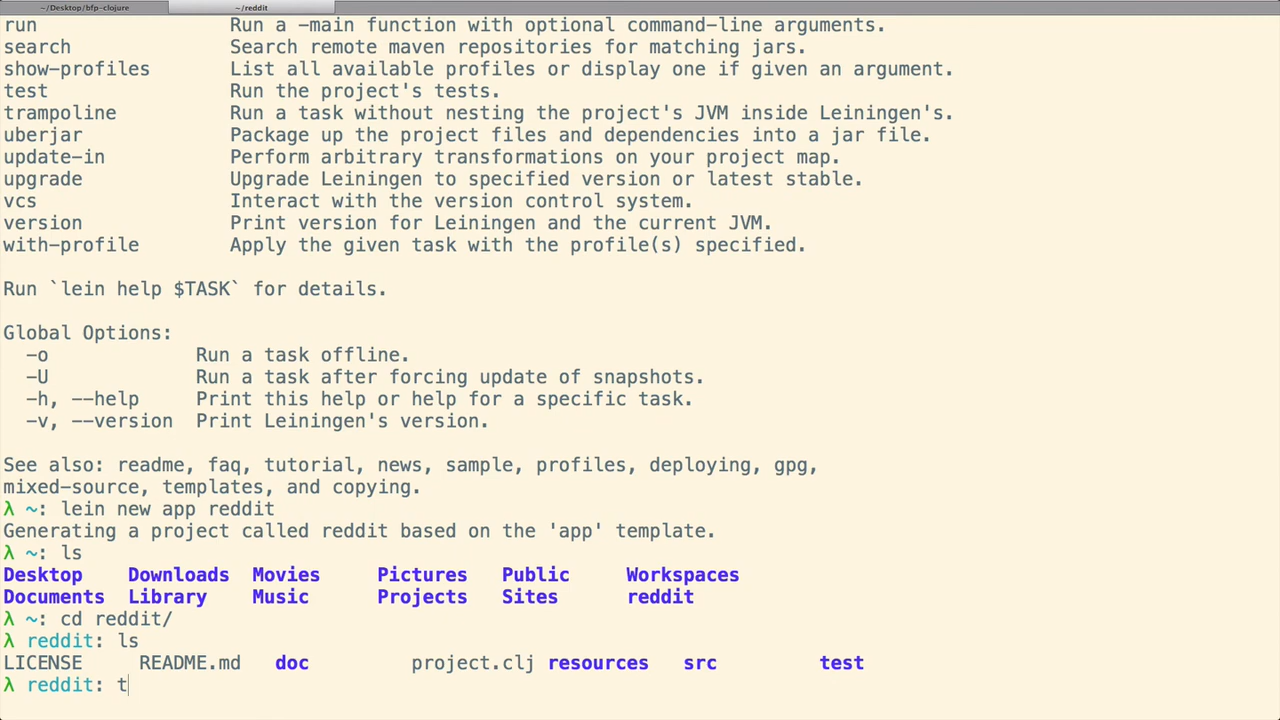 ~/Desktop/bfp-clojure ~/reddit
run Run a -main function with optional command-line arguments.
search Search remote maven repositories for matching jars.
show-profiles List all available profiles or display one if given an argument.
test Run the project's tests.
trampoline Run a task without nesting the project's JVM inside Leiningen's.
uberjar Package up the project files and dependencies into a jar file.
update-in Perform arbitrary transformations on your project map.
upgrade Upgrade Leiningen to specified version or latest stable.
vcs Interact with the version control system.
version Print version for Leiningen and the current JVM.
with-profile Apply the given task with the profile(s) specified.
Run `lein help $TASK` for details.
Global Options:
-o Run a task offline.
-U Run a task after forcing update of snapshots.
-h, --help Print this help or help for a specific task.
-v, --version Print Leiningen's version.
See also: readme, faq, tutorial, news, sample, profiles, deploying, gpg,
mixed-source, templates, and copying.
λ ~: lein new app reddit
Generating a project called reddit based on the 'app' template.
λ ~: ls
Desktop Downloads Movies Pictures Public Workspaces
Documents Library Music Projects Sites reddit
λ ~: cd reddit/
λ reddit: ls
LICENSE README.md doc project.clj resources src test
λ reddit: t